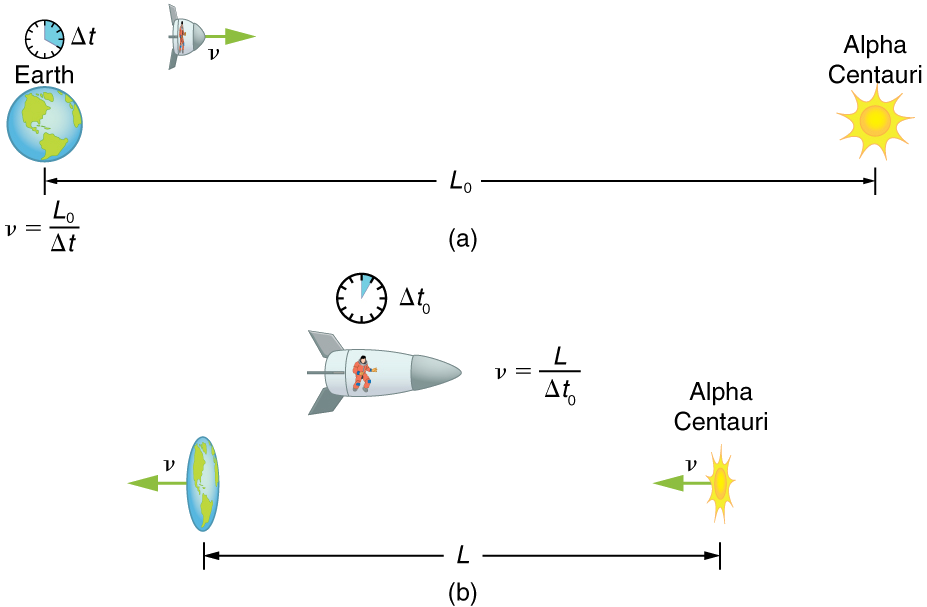 Δt
ν
Earth
Alpha
Centauri
L₀
ν = L₀/Δt
(a)
Δt₀
ν = L/Δt₀
Alpha
Centauri
ν
ν
L
(b)